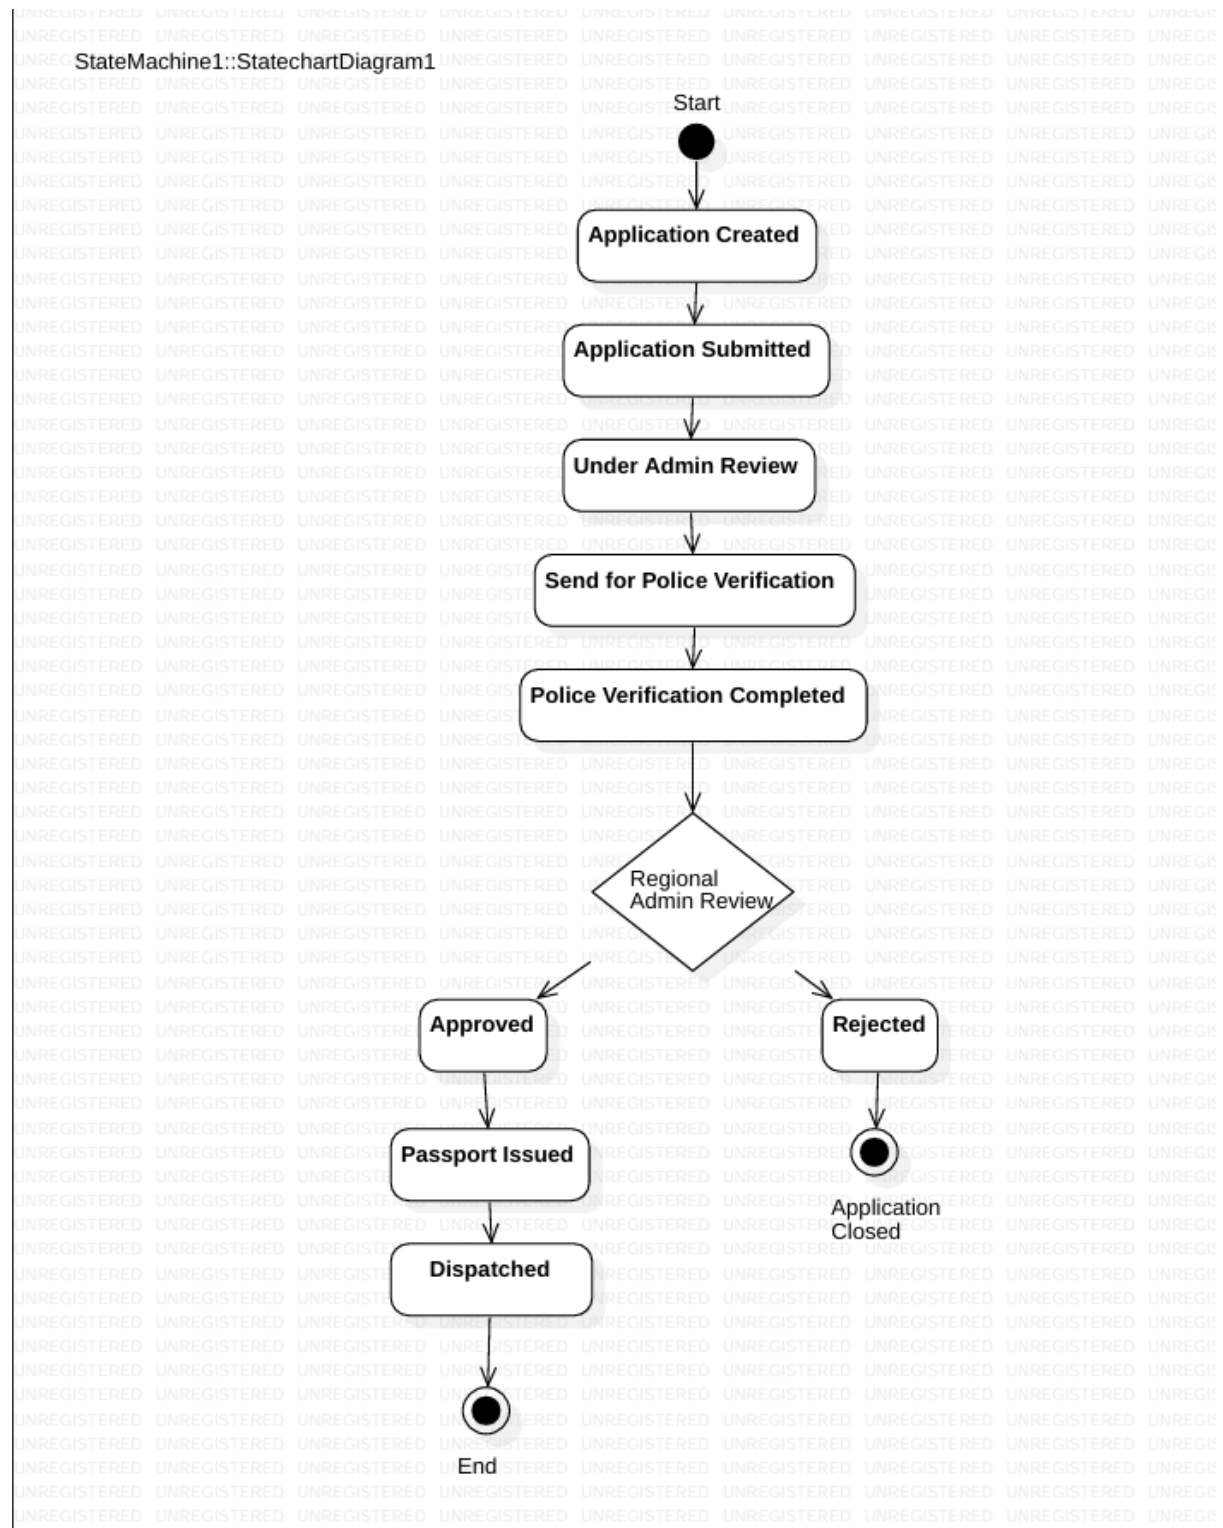 StateMachine1::StatechartDiagram1
Start
Application Created
Application Submitted
Under Admin Review
Send for Police Verification
Police Verification Completed
Regional
Admin Review
Approved
Rejected
Passport Issued
Application
Closed
Dispatched
End